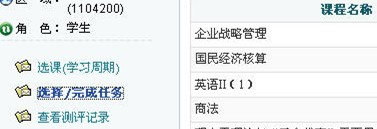 (1104200)
角 色：学生
选课(学习周期)
选择/完成任务
查看测评记录
课程名称
企业战略管理
国民经济核算
英语II（1）
商法